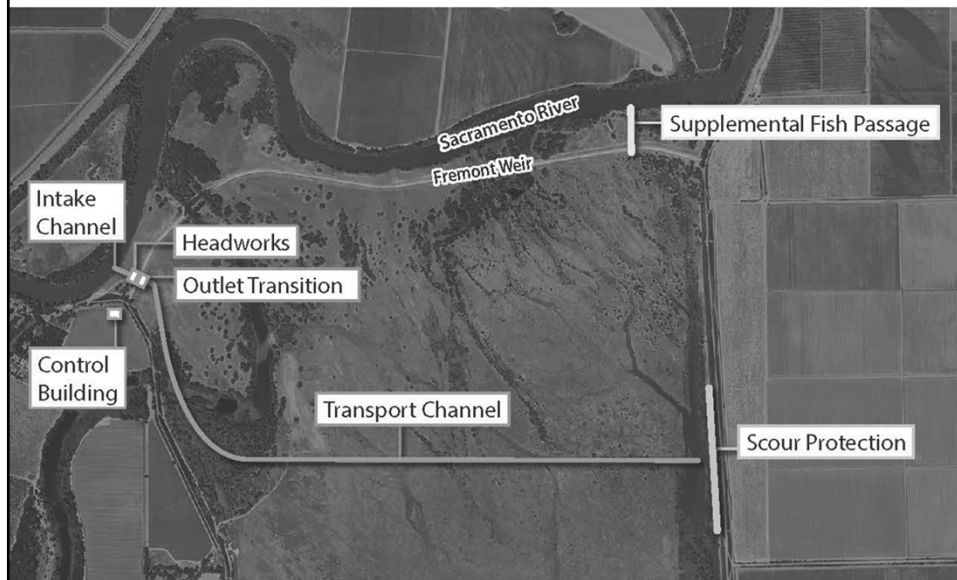 Sacramento River
Supplemental Fish Passage
Fremont Weir
Intake
Channel
Headworks
Outlet Transition
Control
Building
Transport Channel
Scour Protection